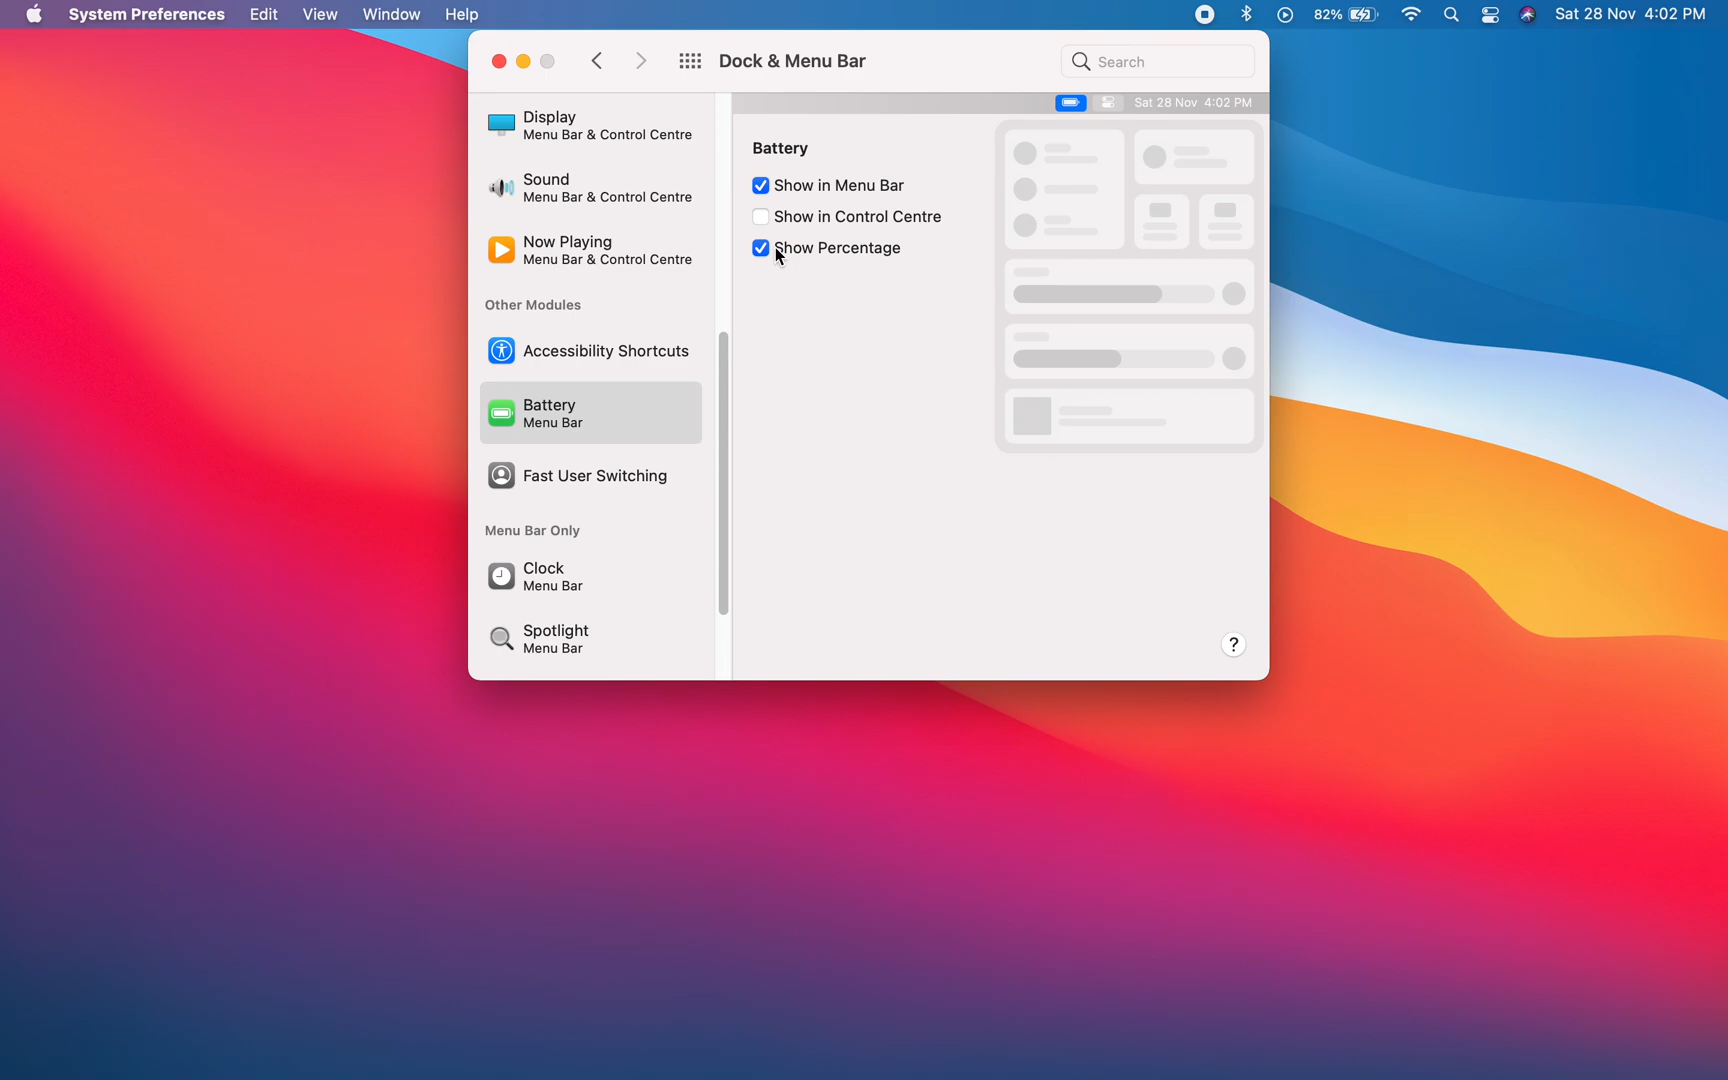 System Preferences Edit View Window Help 82% Sat 28 Nov 4:02 PM
Dock & Menu Bar
Search
Sat 28 Nov 4:02 PM
Display
Menu Bar & Control Centre
Sound
Menu Bar & Control Centre
Now Playing
Menu Bar & Control Centre
Other Modules
Accessibility Shortcuts
Battery
Menu Bar
Fast User Switching
Menu Bar Only
Clock
Menu Bar
Spotlight
Menu Bar
Battery
Show in Menu Bar
Show in Control Centre
Show Percentage
?